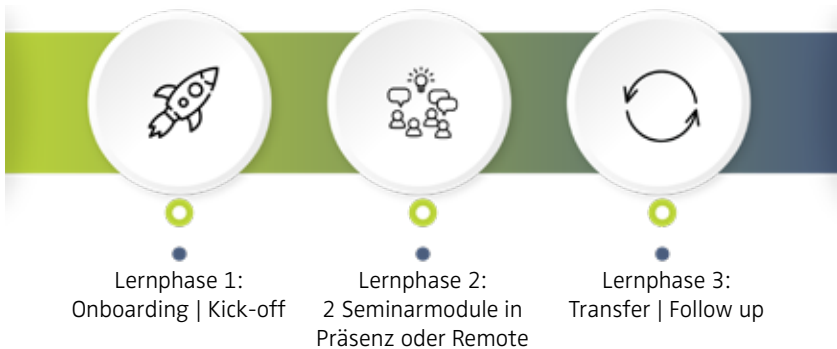 Lernphase 1:
Onboarding | Kick-off
Lernphase 2:
2 Seminarmodule in
Präsenz oder Remote
Lernphase 3:
Transfer | Follow up